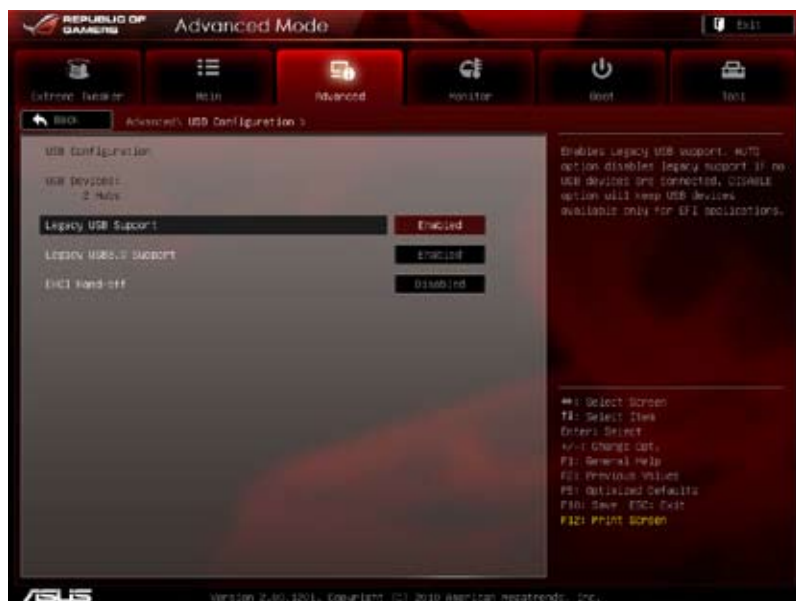 REPUBLIC OF
GAMERS
Advanced Mode
Exit
Extreme Tweaker
Main
Advanced
Monitor
Boot
Tool
Back
Advanced\ USB Configuration >
USB Configuration
USB Devices:
2 Hubs
Legacy USB Support
Enabled
Legacy USB3.0 Support
Enabled
EHCI Hand-off
Disabled
Enables Legacy USB support. AUTO
option disables legacy support if no
USB devices are connected. DISABLE
option will keep USB devices
available only for EFI applications.
: Select Screen
: Select Item
Enter: Select
+/-: Change Opt.
F1: General Help
F2: Previous Values
F5: Optimized Defaults
F10: Save ESC: Exit
F12: Print Screen
ASUS
Version 2.00.1201. Copyright (C) 2010 American Megatrends, Inc.